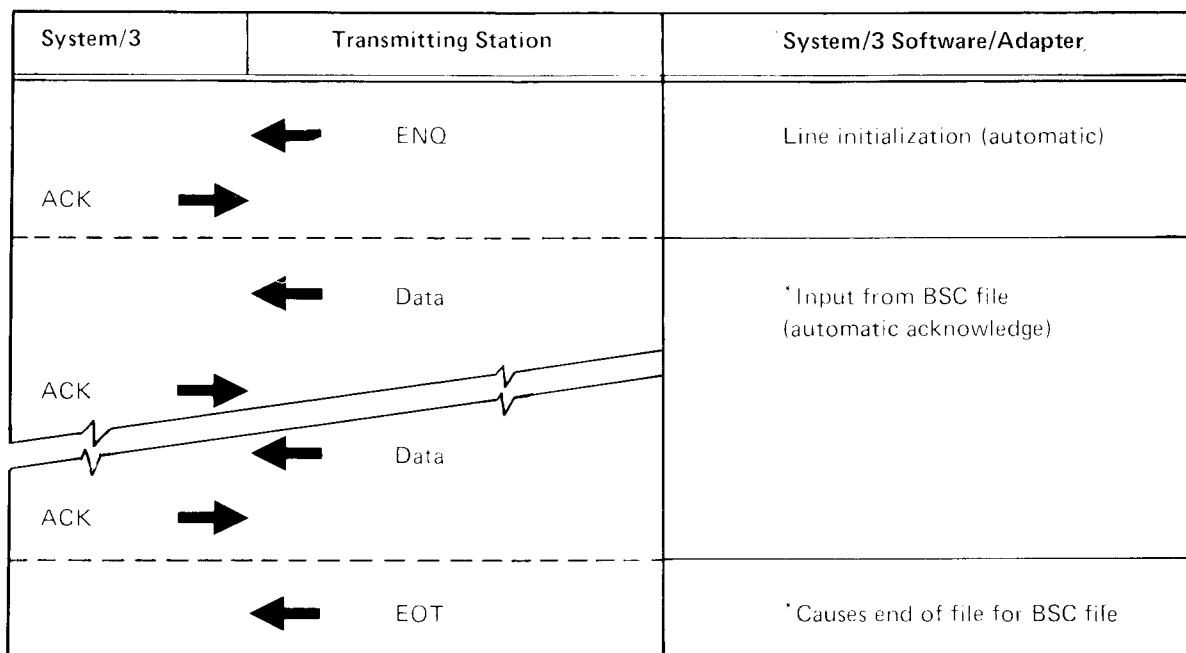 System/3 Transmitting Station System/3 Software/Adapter
ENQ Line initialization (automatic)
ACK
Data *Input from BSC file
(automatic acknowledge)
ACK
Data
ACK
EOT *Causes end of file for BSC file